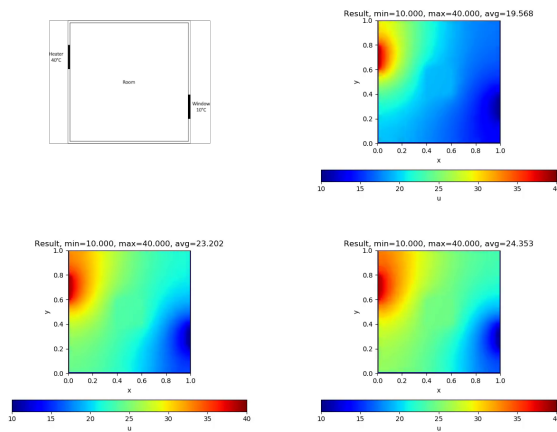 Heater
40°C
Room
Window
10°C
Result, min=10.000, max=40.000, avg=19.568
1.0
0.8
0.6
0.4
0.2
0.0
y
0.0 0.2 0.4 0.6 0.8 1.0
x
10 15 20 25 30 35 4
u
Result, min=10.000, max=40.000, avg=23.202
1.0
0.8
0.6
0.4
0.2
0.0
y
0.0 0.2 0.4 0.6 0.8 1.0
x
10 15 20 25 30 35 40
u
Result, min=10.000, max=40.000, avg=24.353
1.0
0.8
0.6
0.4
0.2
0.0
y
0.0 0.2 0.4 0.6 0.8 1.0
x
10 15 20 25 30 35 4
u